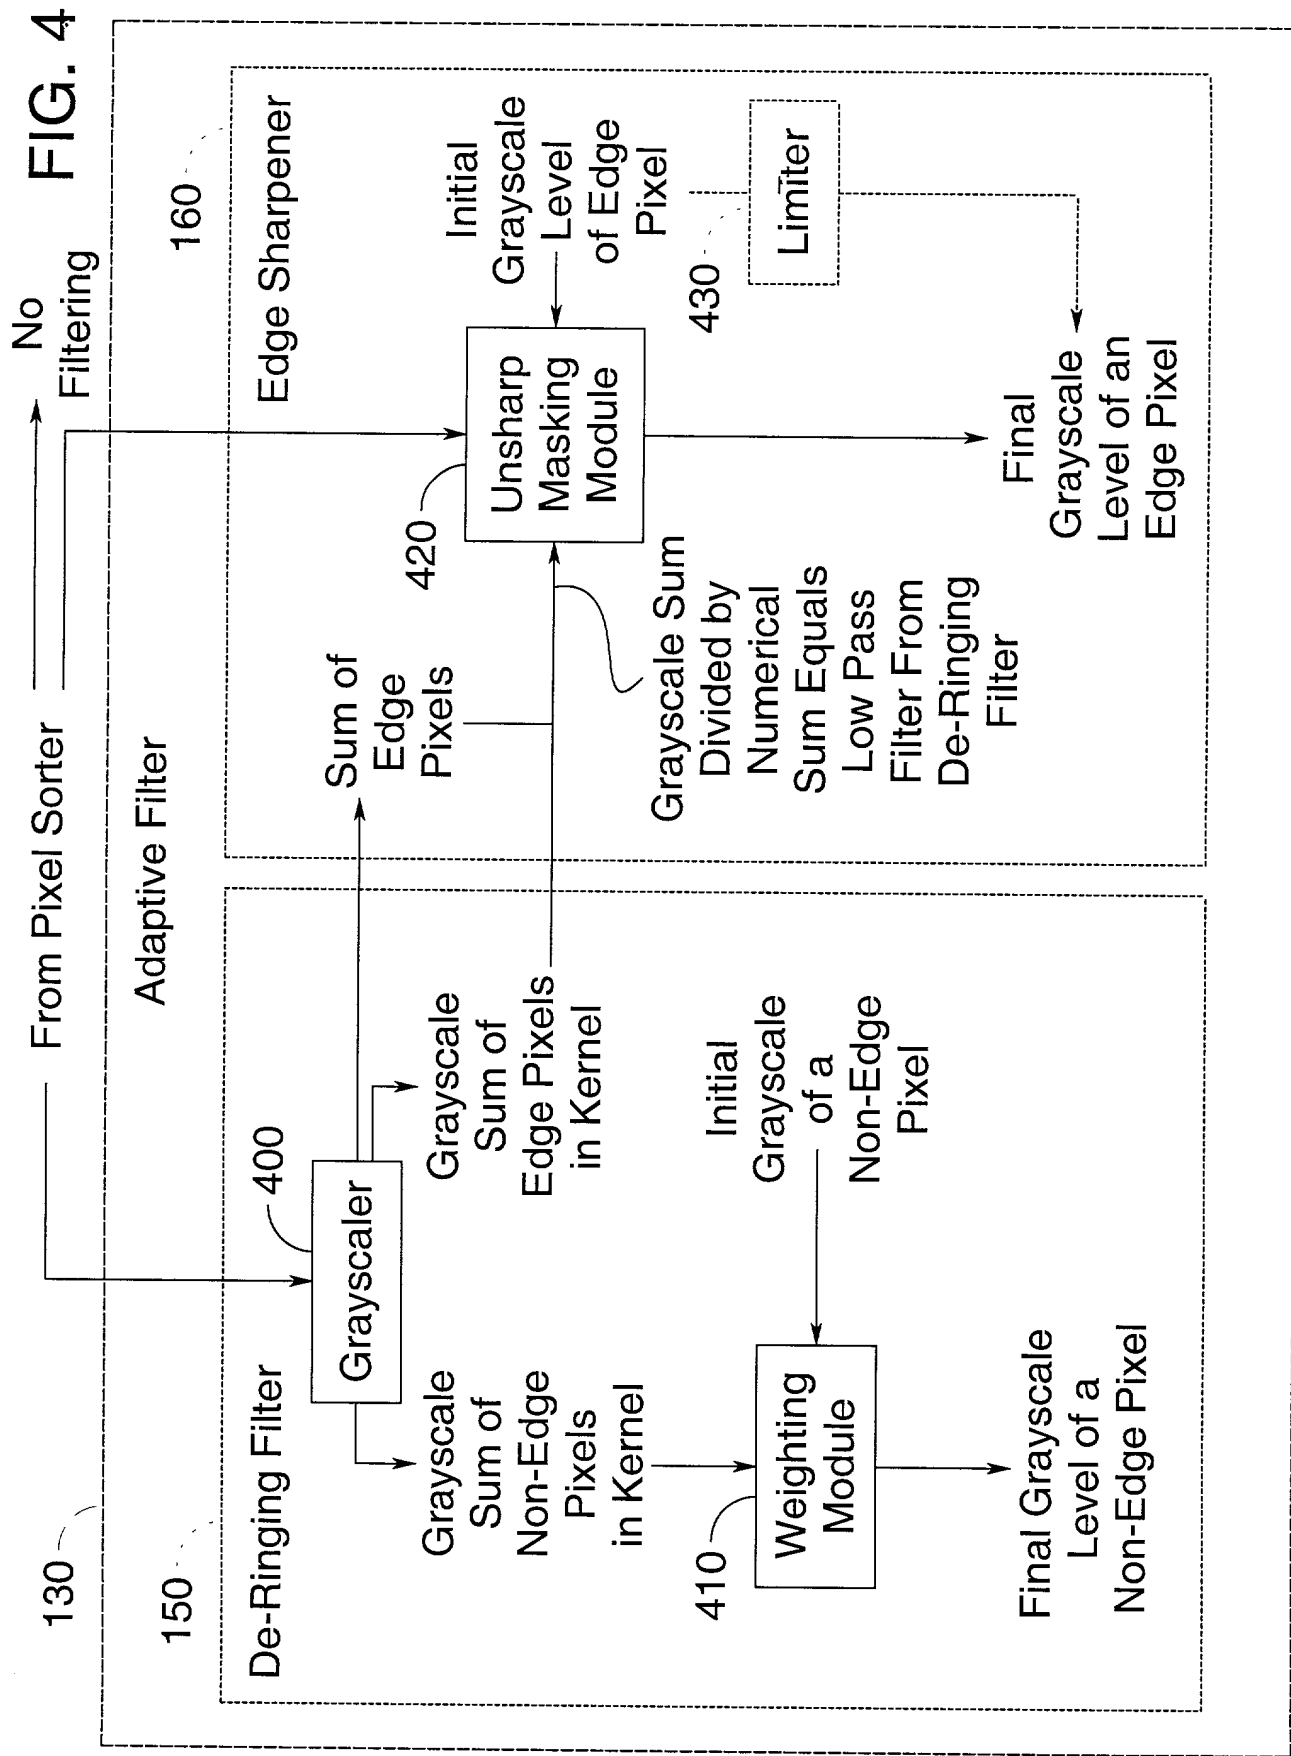 FIG. 4
From Pixel Sorter
No
Filtering
130
Adaptive Filter
150
De-Ringing Filter
400
Grayscaler
Grayscale
Sum of
Non-Edge
Pixels
in Kernel
Grayscale
Sum of
Edge Pixels
in Kernel
410
Weighting
Module
Initial
Grayscale
of a
Non-Edge
Pixel
Final Grayscale
Level of a
Non-Edge Pixel
160
Edge Sharpener
Sum of
Edge
Pixels
420
Unsharp
Masking
Module
Initial
Grayscale
Level
of Edge
Pixel
430
Limiter
Grayscale Sum
Divided by
Numerical
Sum Equals
Low Pass
Filter From
De-Ringing
Filter
Final
Grayscale
Level of an
Edge Pixel